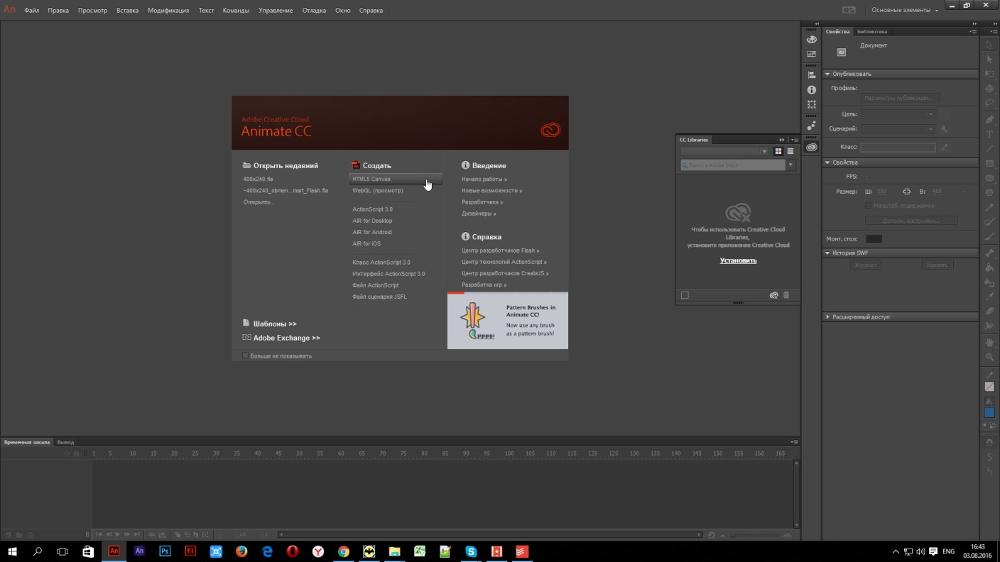 An Файл Правка Просмотр Вставка Модификация Текст Команды Управление Отладка Окно Справка
Основные элементы
Adobe Creative Cloud
Animate CC
Открыть недавний
400x240.fla
~400x240_obmen...mart_Flash.fla
Открыть...
Создать
HTML5 Canvas
WebGL (просмотр)
ActionScript 3.0
AIR for Desktop
AIR for Android
AIR for iOS
Класс ActionScript 3.0
Интерфейс ActionScript 3.0
Файл ActionScript
Файл сценария JSFL
Введение
Начало работы »
Новые возможности »
Разработчики »
Дизайнеры »
Справка
Центр разработчиков Flash »
Центр технологий ActionScript »
Центр разработчиков CreateJS »
Разработка игр »
Pattern Brushes in
Animate CC!
Now use any brush
as a pattern brush!
Шаблоны >>
Adobe Exchange >>
Больше не показывать
CC Libraries
Поиск в Adobe Stock
Чтобы использовать Creative Cloud
Libraries,
установите приложение Creative Cloud
Установить
Свойства Библиотека
Документ
An
Опубликовать
Профиль:
Параметры публикации...
Цель:
Сценарий:
Класс:
Свойства
FPS: -
Размер: Ш: 550 В: 400
Масштаб. содержимое
Дополн. настройки...
Монт. стол:
История SWF
Журнал Удалить
Расширенный доступ
Временная шкала Вывод
1 5 10 15 20 25 30 35 40 45 50 55 60 65 70 75 80 85 90 95 100 105 110 115 120 125 130 135 140 145 150 155 160 165
An An Ps Fl
ENG
16:43
03.08.2016